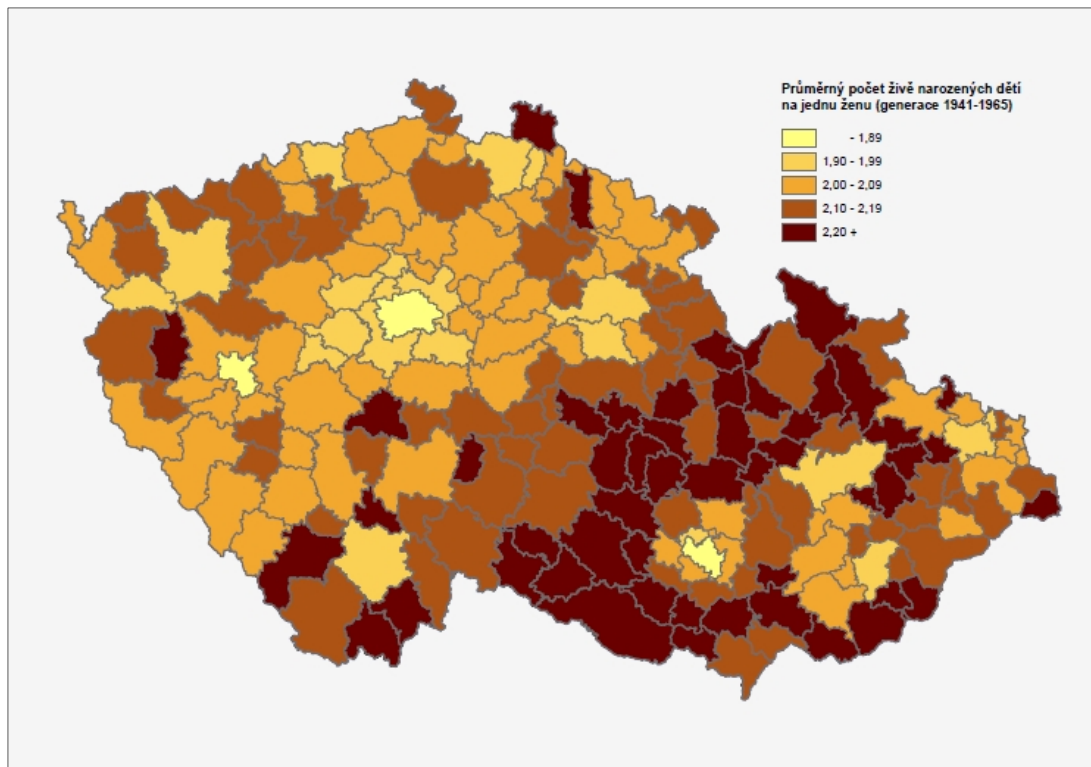 Průměrný počet živě narozených dětí
na jednu ženu (generace 1941-1965)
- 1,89
1,90 - 1,99
2,00 - 2,09
2,10 - 2,19
2,20 +